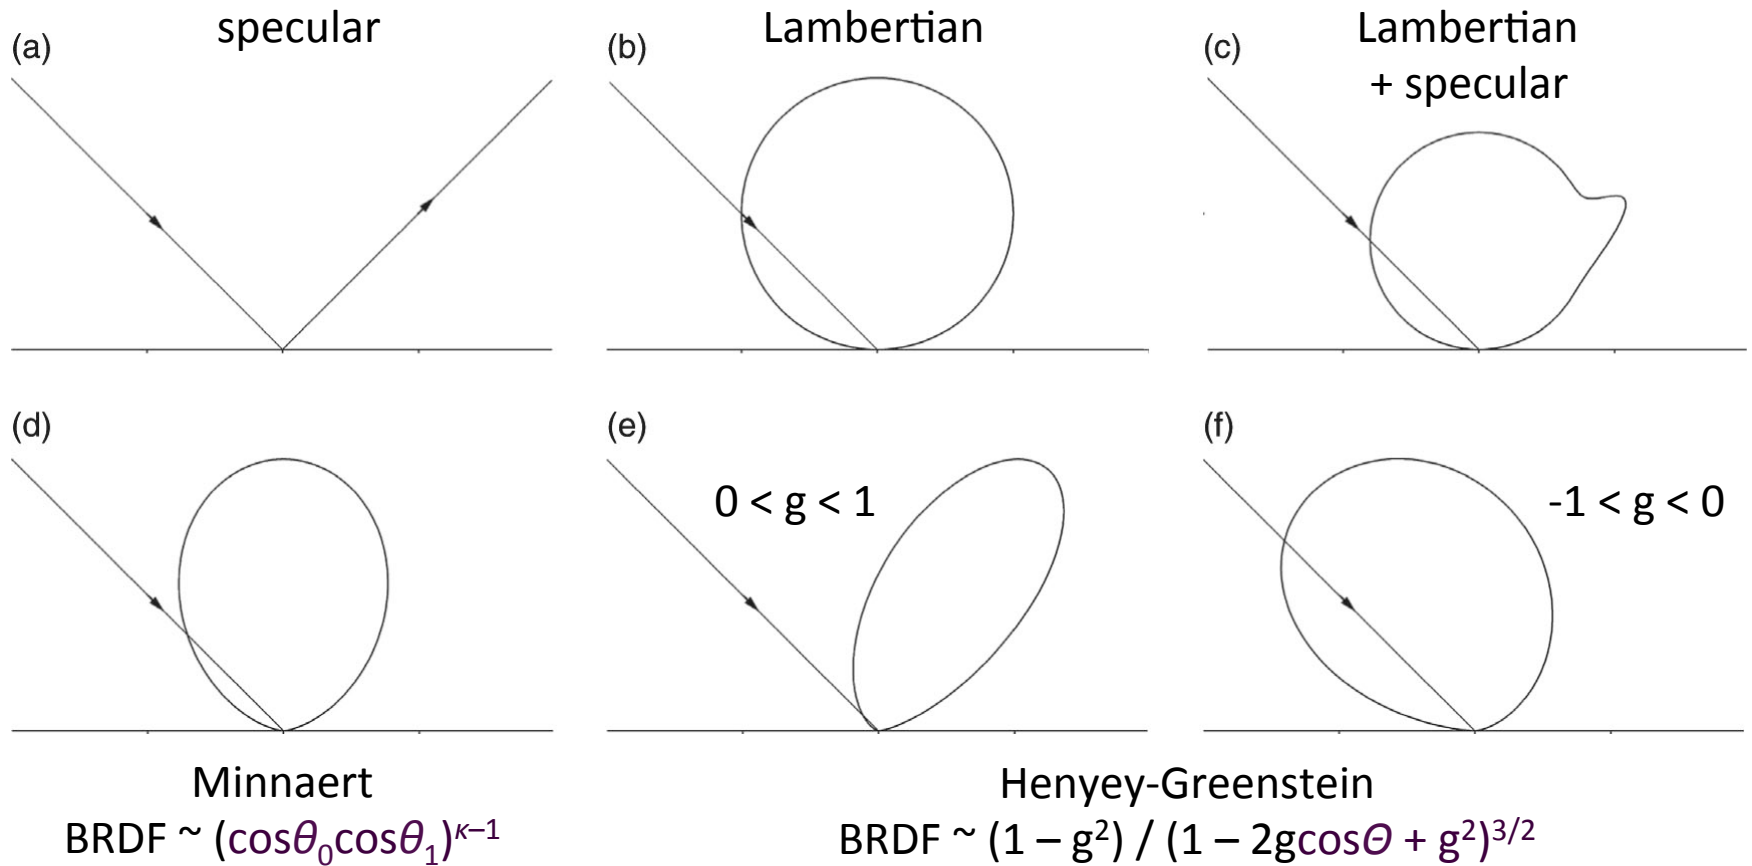 (a) specular
(b) Lambertian
(c) Lambertian
+ specular
(d)
(e) 0 < g < 1
(f) -1 < g < 0
Minnaert
BRDF ~ (cosθ₀cosθ₁)^κ–1
Henyey-Greenstein
BRDF ~ (1 – g²) / (1 – 2gcosΘ + g²)^3/2